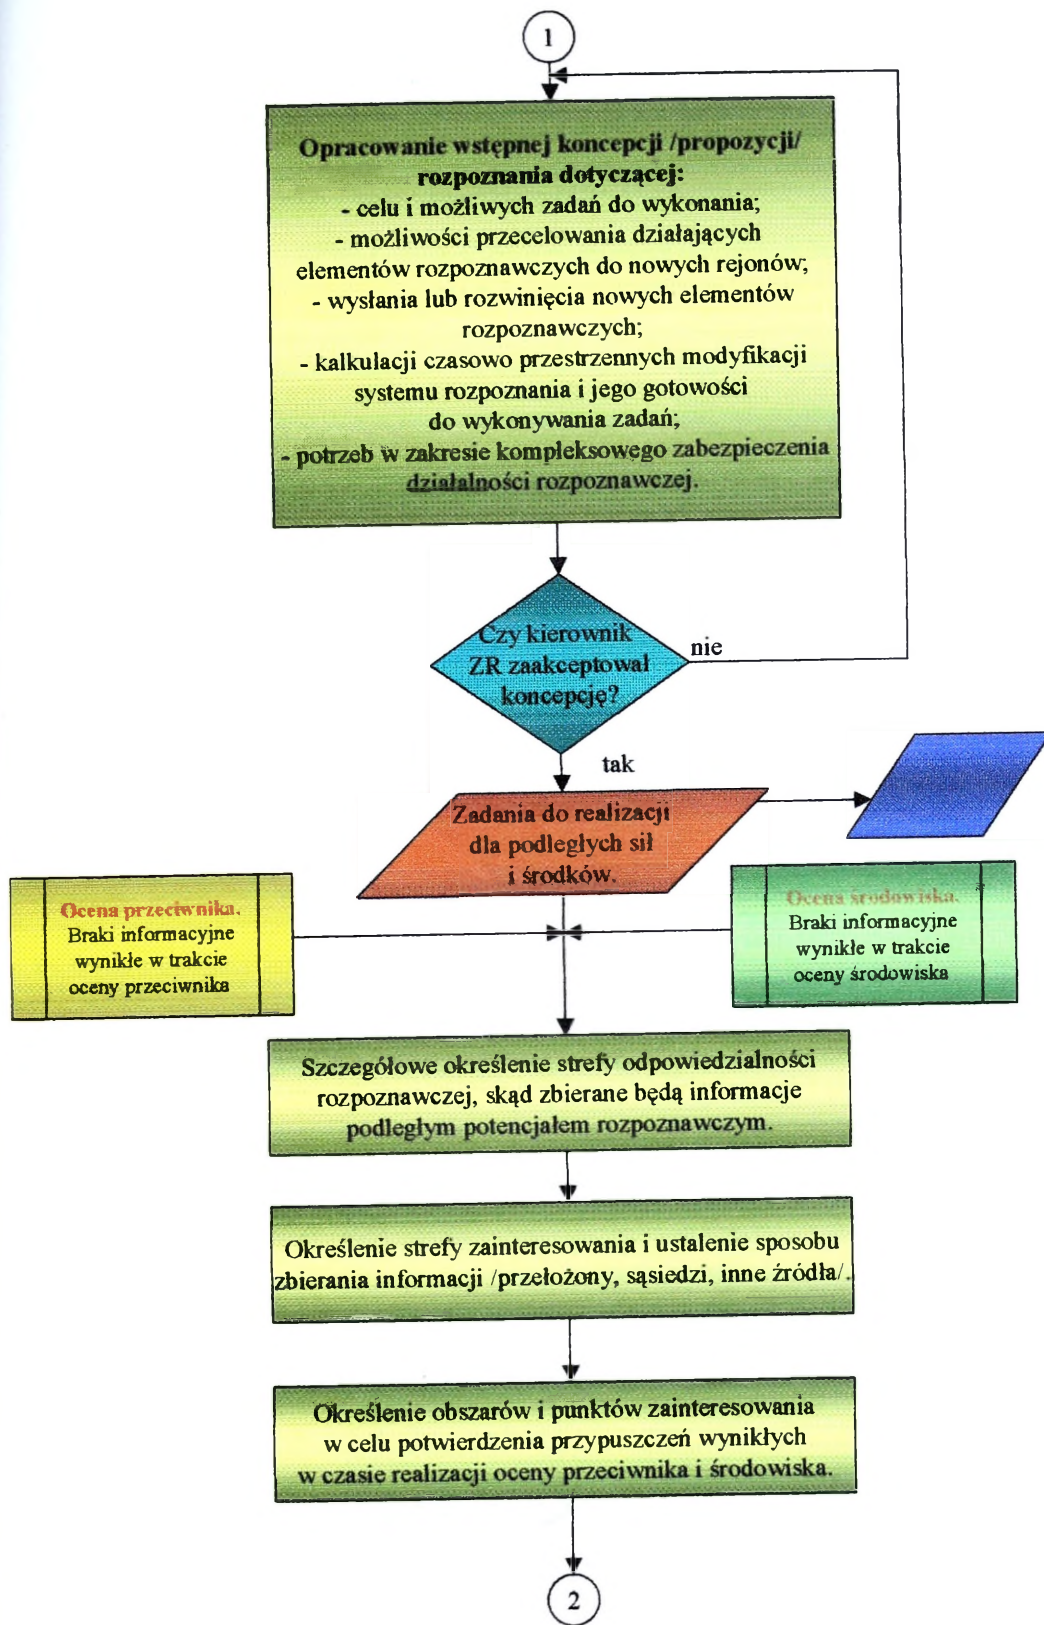 1
Opracowanie wstępnej koncepcji /propozycji/
rozpoznania dotyczącej:
- celu i możliwych zadań do wykonania;
- możliwości przecelowania działających
elementów rozpoznawczych do nowych rejonów;
- wysłania lub rozwinięcia nowych elementów
rozpoznawczych;
- kalkulacji czasowo przestrzennych modyfikacji
systemu rozpoznania i jego gotowości
do wykonywania zadań;
- potrzeb w zakresie kompleksowego zabezpieczenia
działalności rozpoznawczej.
Czy kierownik
ZR zaakceptował
koncepcję?
nie
tak
Zadania do realizacji
dla podległych sił
i środków.
Ocena przeciwnika.
Braki informacyjne
wynikłe w trakcie
oceny przeciwnika
Ocena środowiska.
Braki informacyjne
wynikłe w trakcie
oceny środowiska
Szczegółowe określenie strefy odpowiedzialności
rozpoznawczej, skąd zbierane będą informacje
podległym potencjałem rozpoznawczym.
Określenie strefy zainteresowania i ustalenie sposobu
zbierania informacji /przełożony, sąsiedzi, inne źródła/.
Określenie obszarów i punktów zainteresowania
w celu potwierdzenia przypuszczeń wynikłych
w czasie realizacji oceny przeciwnika i środowiska.
2